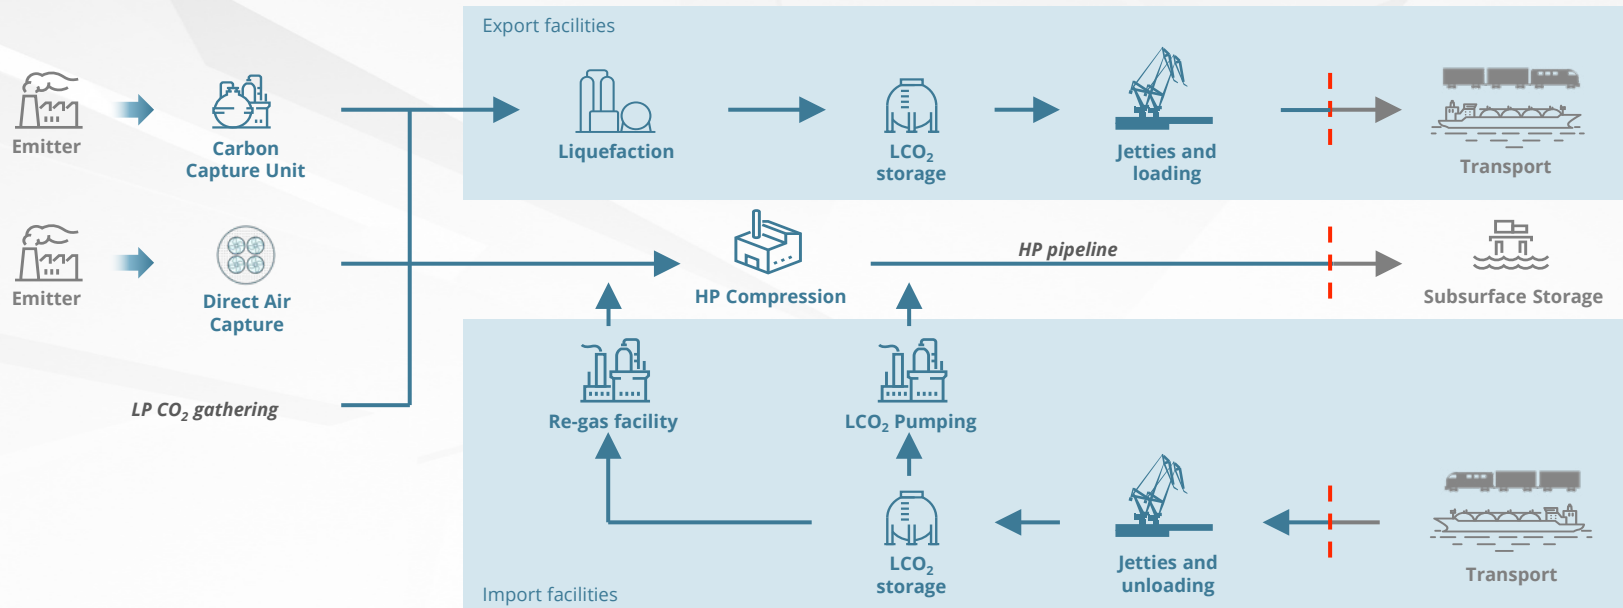 Export facilities
Emitter
Carbon
Capture Unit
Liquefaction
LCO₂
storage
Jetties and
loading
Transport
Emitter
Direct Air
Capture
HP Compression
HP pipeline
Subsurface Storage
LP CO₂ gathering
Re-gas facility
LCO₂ Pumping
LCO₂
storage
Jetties and
unloading
Transport
Import facilities